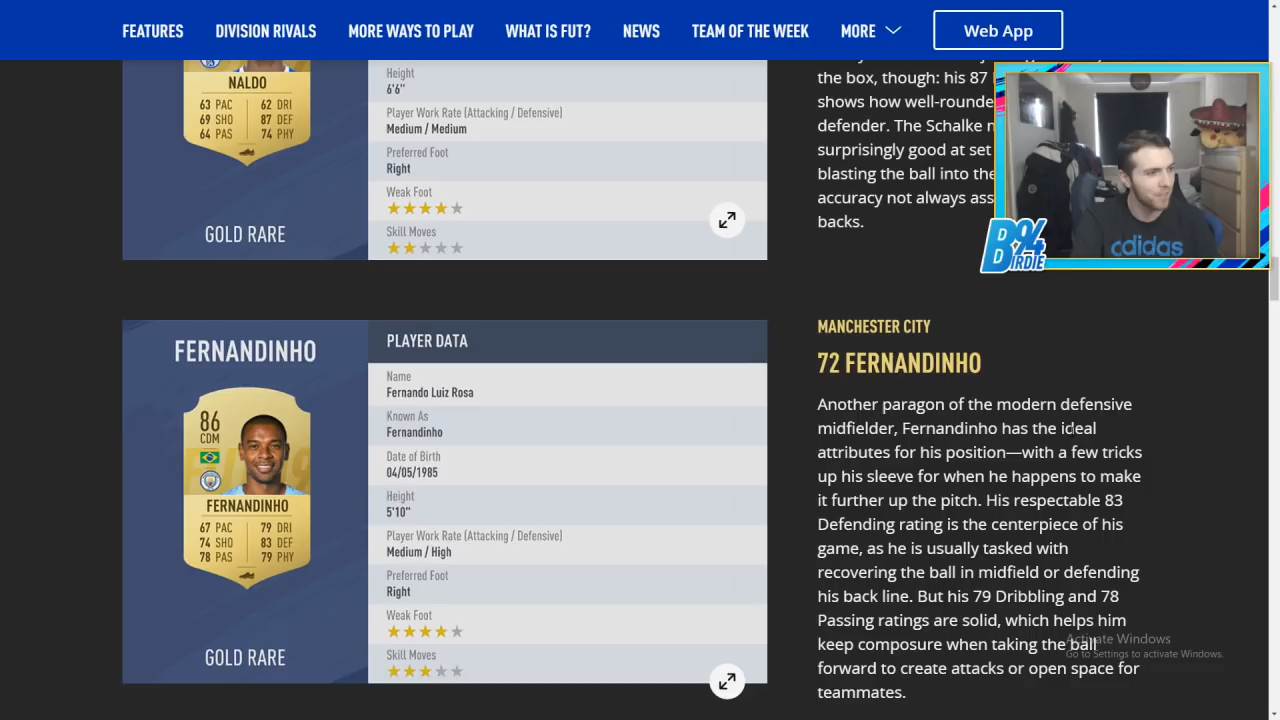 FEATURES DIVISION RIVALS MORE WAYS TO PLAY WHAT IS FUT? NEWS TEAM OF THE WEEK MORE Web App
NALDO
63 PAC 62 DRI
69 SHO 87 DEF
64 PAS 74 PHY
GOLD RARE
Height
6'6"
Player Work Rate (Attacking / Defensive)
Medium / Medium
Preferred Foot
Right
Weak Foot
Skill Moves
the box, though: his 87
shows how well-rounde
defender. The Schalke
surprisingly good at set
blasting the ball into the
accuracy not always ass
backs.
B94
BIRDIE
adidas
FERNANDINHO
86
CDM
FERNANDINHO
67 PAC 79 DRI
74 SHO 83 DEF
78 PAS 79 PHY
GOLD RARE
PLAYER DATA
Name
Fernando Luiz Rosa
Known As
Fernandinho
Date of Birth
04/05/1985
Height
5'10"
Player Work Rate (Attacking / Defensive)
Medium / High
Preferred Foot
Right
Weak Foot
Skill Moves
MANCHESTER CITY
72 FERNANDINHO
Another paragon of the modern defensive
midfielder, Fernandinho has the ideal
attributes for his position—with a few tricks
up his sleeve for when he happens to make
it further up the pitch. His respectable 83
Defending rating is the centerpiece of his
game, as he is usually tasked with
recovering the ball in midfield or defending
his back line. But his 79 Dribbling and 78
Passing ratings are solid, which helps him
keep composure when taking the ball
forward to create attacks or open space for
teammates.
Activate Windows
Go to Settings to activate Windows.